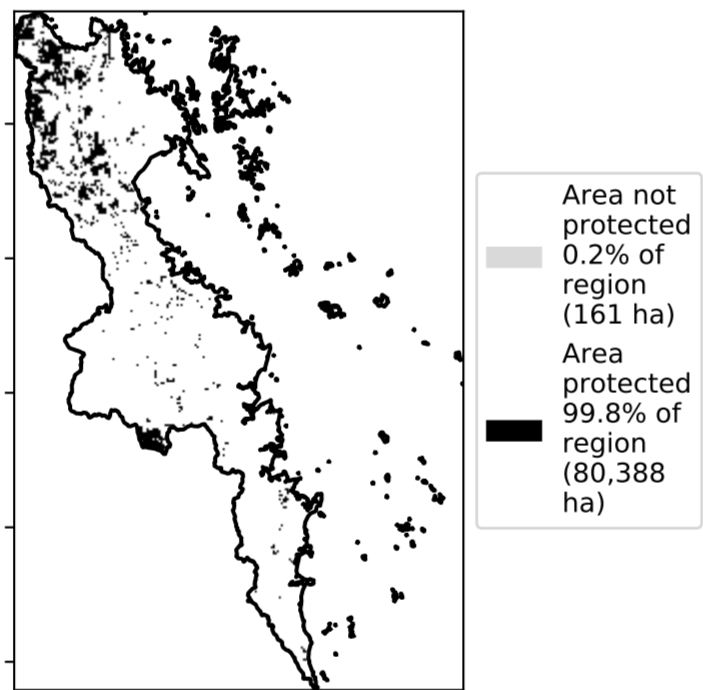 Area not
protected
0.2% of
region
(161 ha)
Area
protected
99.8% of
region
(80,388
ha)